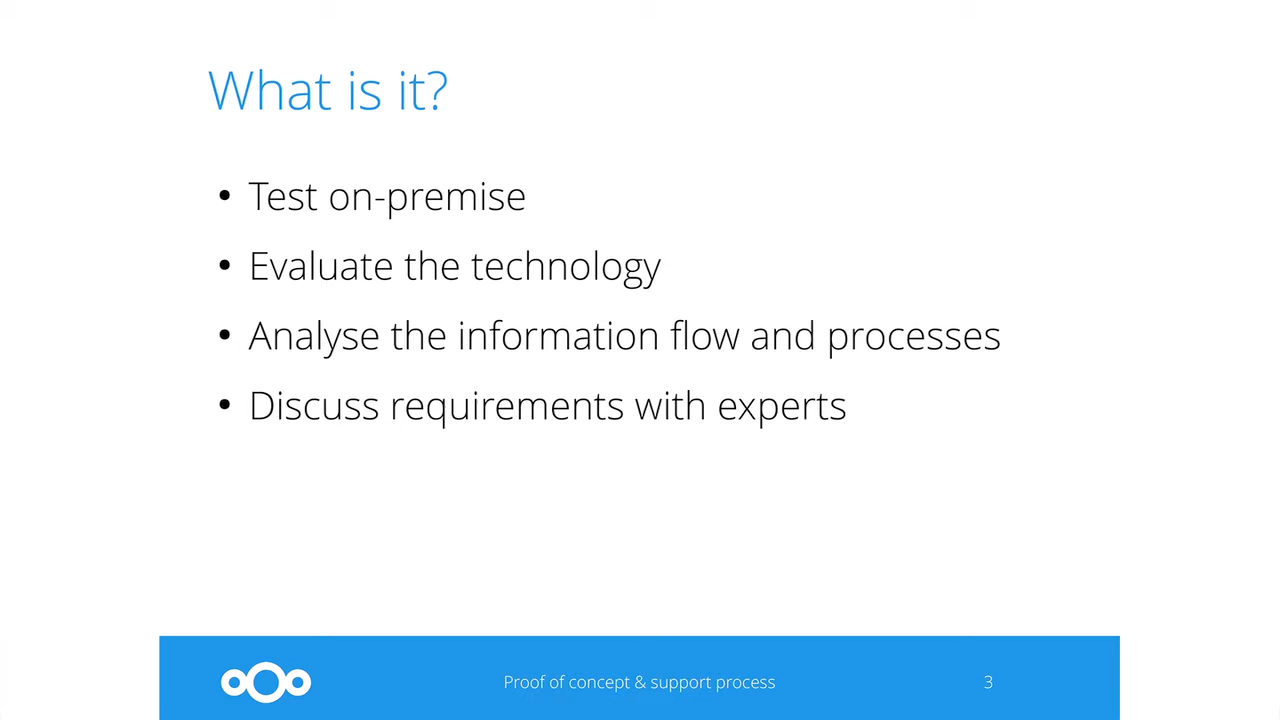 What is it?
• Test on-premise
• Evaluate the technology
• Analyse the information flow and processes
• Discuss requirements with experts
Proof of concept & support process
3